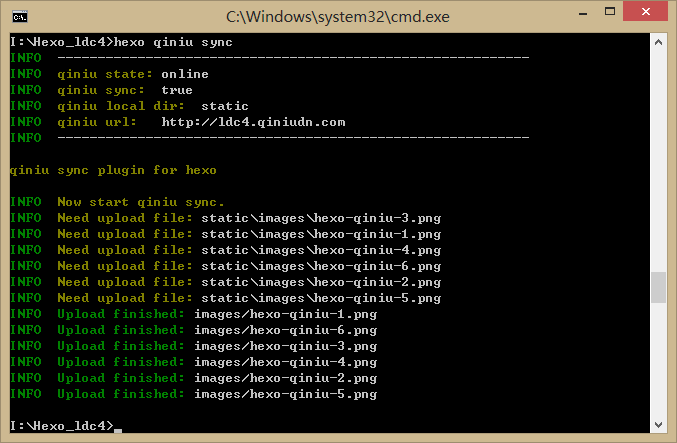 C:\Windows\system32\cmd.exe
I:\Hexo_ldc4>hexo qiniu sync
INFO  -----------------------------------------------------------
INFO  qiniu state: online
INFO  qiniu sync:  true
INFO  qiniu local dir:  static
INFO  qiniu url:   http://ldc4.qiniudn.com
INFO  -----------------------------------------------------------
qiniu sync plugin for hexo
INFO  Now start qiniu sync.
INFO  Need upload file: static\images\hexo-qiniu-3.png
INFO  Need upload file: static\images\hexo-qiniu-1.png
INFO  Need upload file: static\images\hexo-qiniu-4.png
INFO  Need upload file: static\images\hexo-qiniu-6.png
INFO  Need upload file: static\images\hexo-qiniu-2.png
INFO  Need upload file: static\images\hexo-qiniu-5.png
INFO  Upload finished: images/hexo-qiniu-1.png
INFO  Upload finished: images/hexo-qiniu-6.png
INFO  Upload finished: images/hexo-qiniu-3.png
INFO  Upload finished: images/hexo-qiniu-4.png
INFO  Upload finished: images/hexo-qiniu-2.png
INFO  Upload finished: images/hexo-qiniu-5.png
I:\Hexo_ldc4>